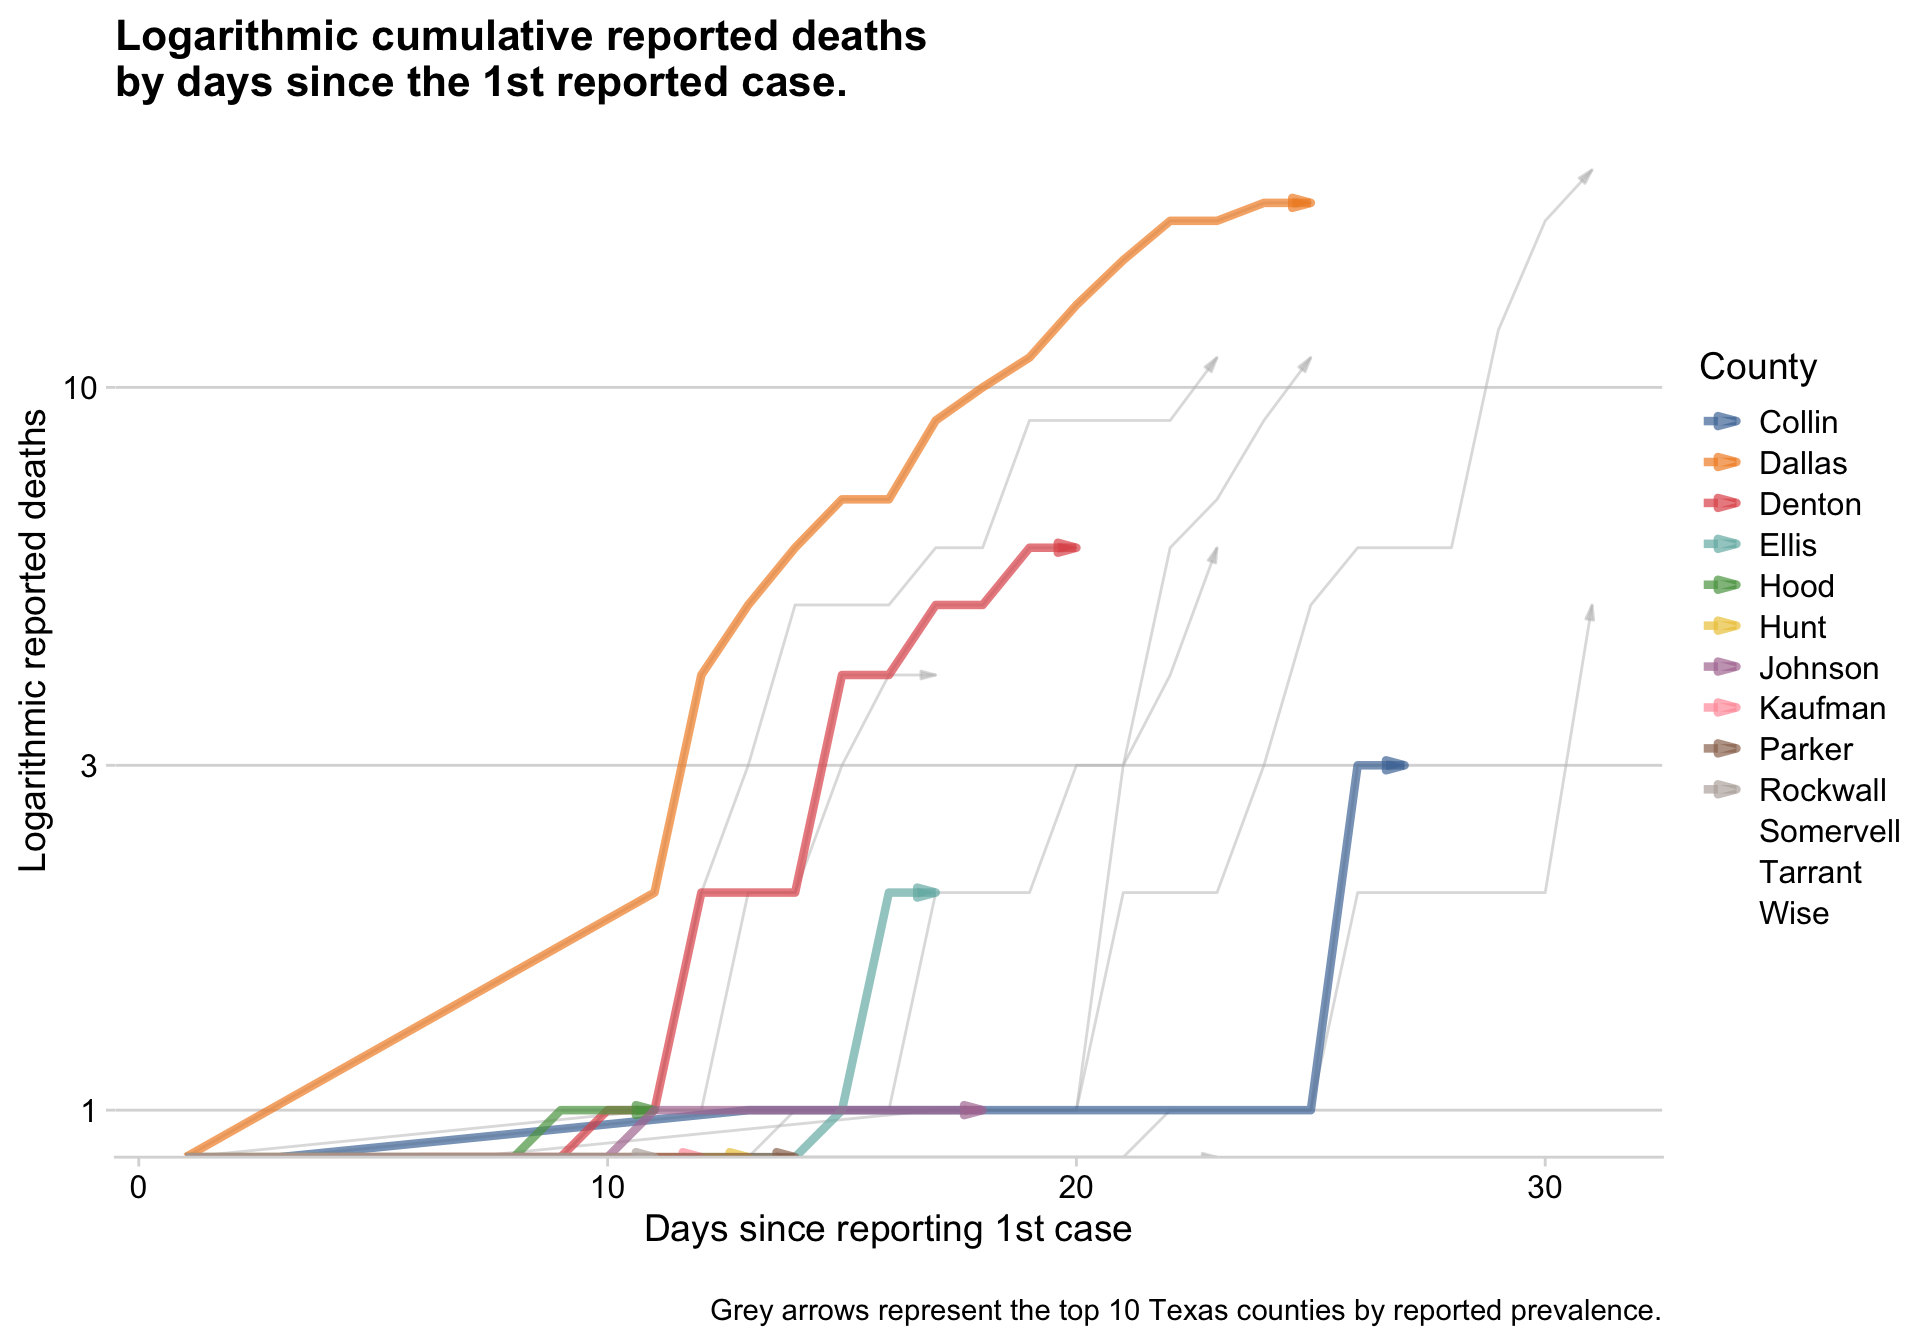 Logarithmic cumulative reported deaths
by days since the 1st reported case.
Logarithmic reported deaths
10
3
1
0
10
20
30
Days since reporting 1st case
County
Collin
Dallas
Denton
Ellis
Hood
Hunt
Johnson
Kaufman
Parker
Rockwall
Somervell
Tarrant
Wise
Grey arrows represent the top 10 Texas counties by reported prevalence.